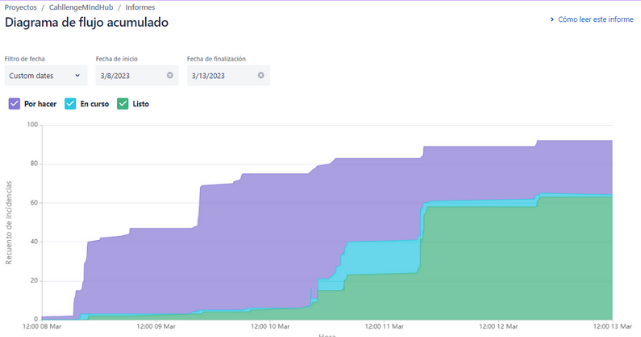 Proyectos / CahllengeMindHub / Informes
Diagrama de flujo acumulado
Cómo leer este informe
Filtro de fecha Fecha de inicio Fecha de finalización
Custom dates 3/8/2023 3/13/2023
Por hacer En curso Listo
100
80
60
40
20
0
Recuento de incidencias
12:00 08 Mar 12:00 09 Mar 12:00 10 Mar 12:00 11 Mar 12:00 12 Mar 12:00 13 Mar
Hora